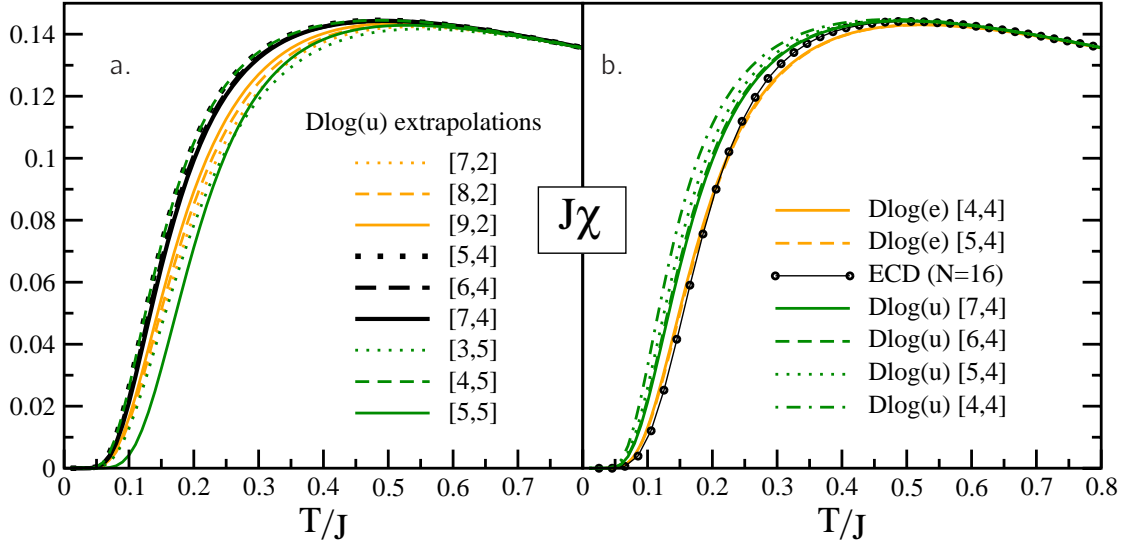 a.
b.
0.14
0.12
0.1
0.08
0.06
0.04
0.02
0
Dlog(u) extrapolations
[7,2]
[8,2]
[9,2]
[5,4]
[6,4]
[7,4]
[3,5]
[4,5]
[5,5]
Jχ
Dlog(e) [4,4]
Dlog(e) [5,4]
ECD (N=16)
Dlog(u) [7,4]
Dlog(u) [6,4]
Dlog(u) [5,4]
Dlog(u) [4,4]
0 0.1 0.2 0.3 0.4 0.5 0.6 0.7 0 0.1 0.2 0.3 0.4 0.5 0.6 0.7 0.8
T/J T/J